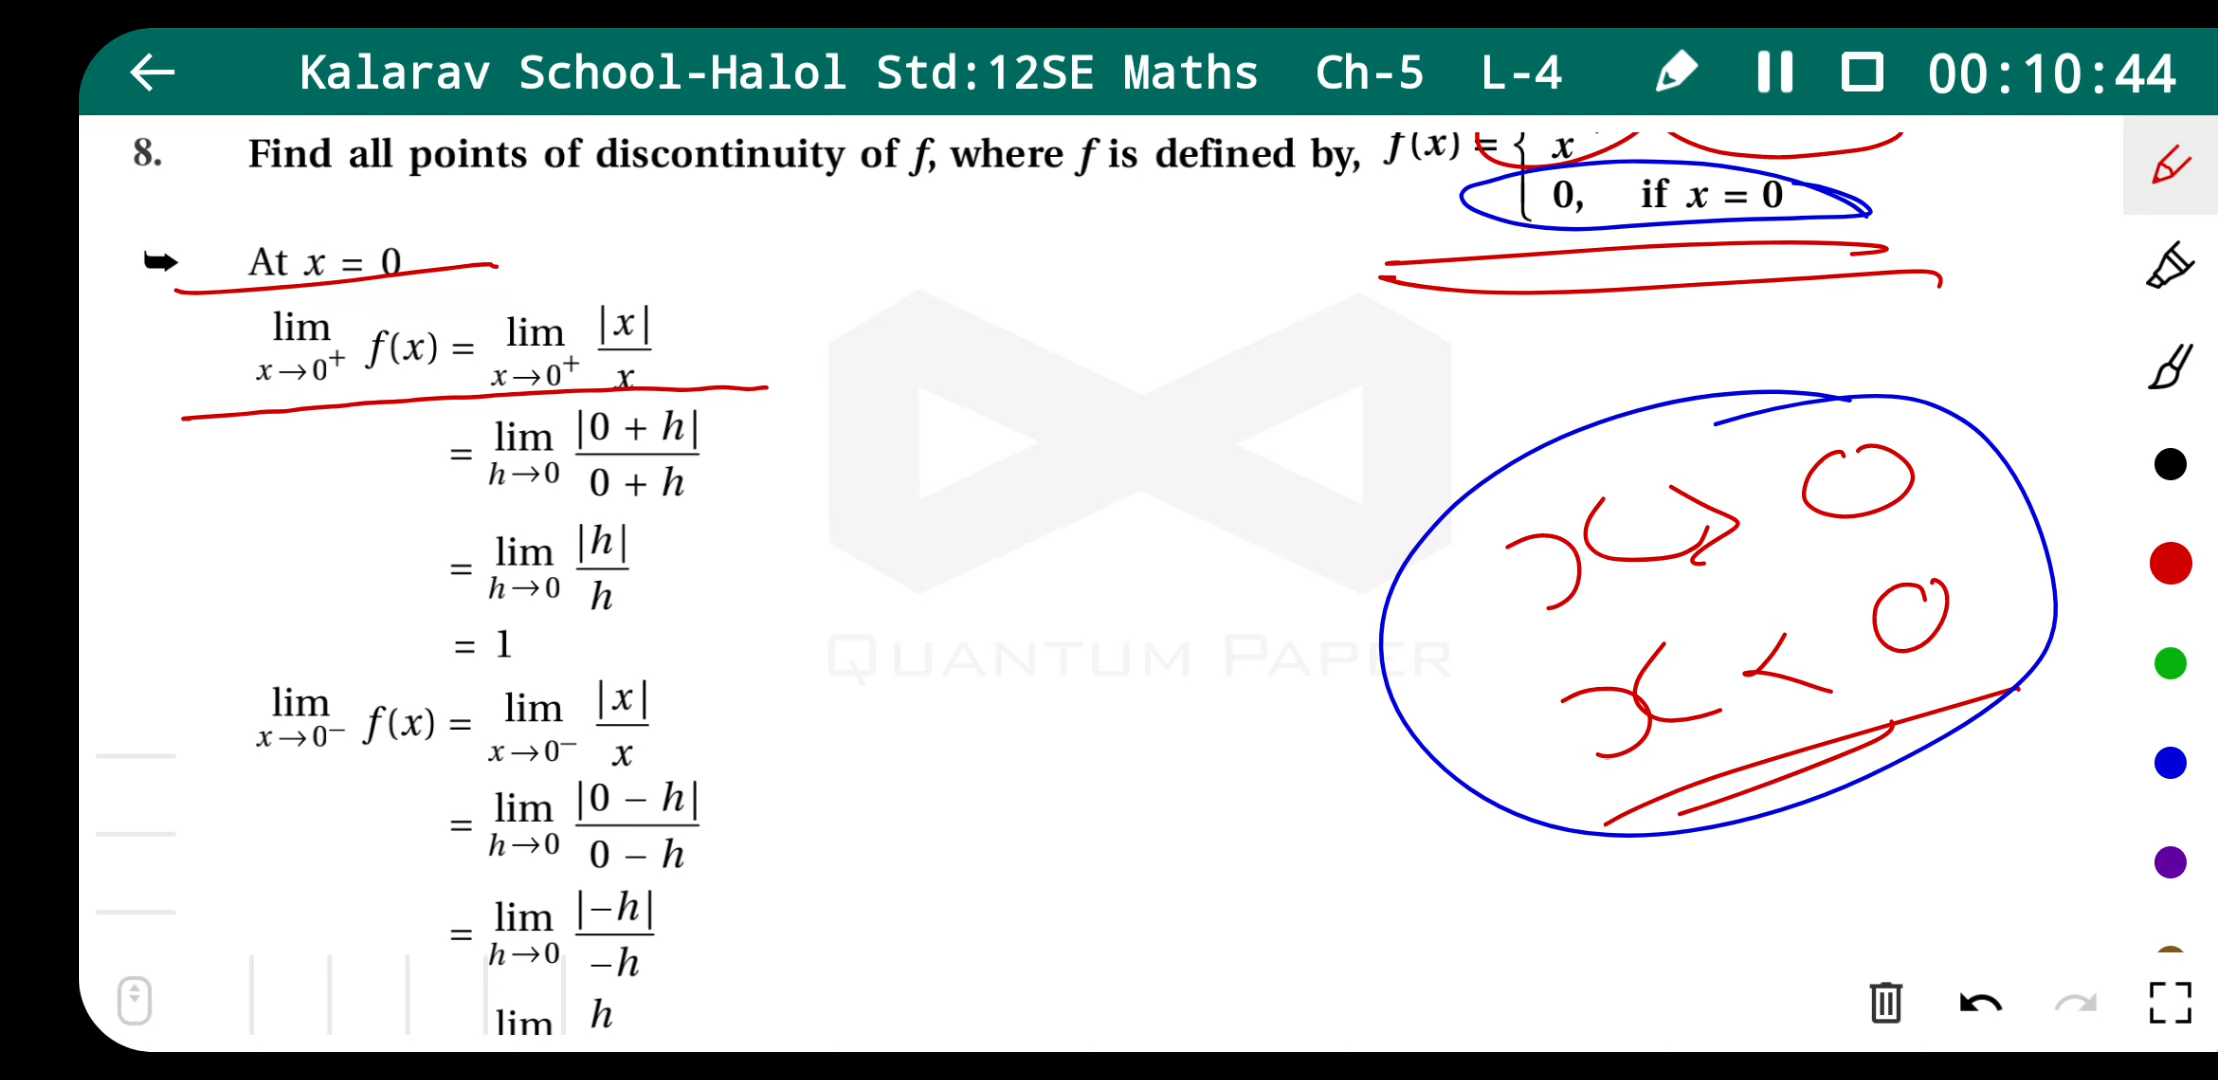 Kalarav School-Halol Std:12SE Maths Ch-5 L-4 00:10:44
8. Find all points of discontinuity of f, where f is defined by, f(x) = { x
0, if x = 0
➥ At x = 0
lim x→0⁺ f(x) = lim x→0⁺ |x| / x
= lim h→0 |0 + h| / 0 + h
= lim h→0 |h| / h
= 1
lim x→0⁻ f(x) = lim x→0⁻ |x| / x
= lim h→0 |0 − h| / 0 − h
= lim h→0 |−h| / −h
lim h
x > 0
x < 0
QUANTUM PAPER